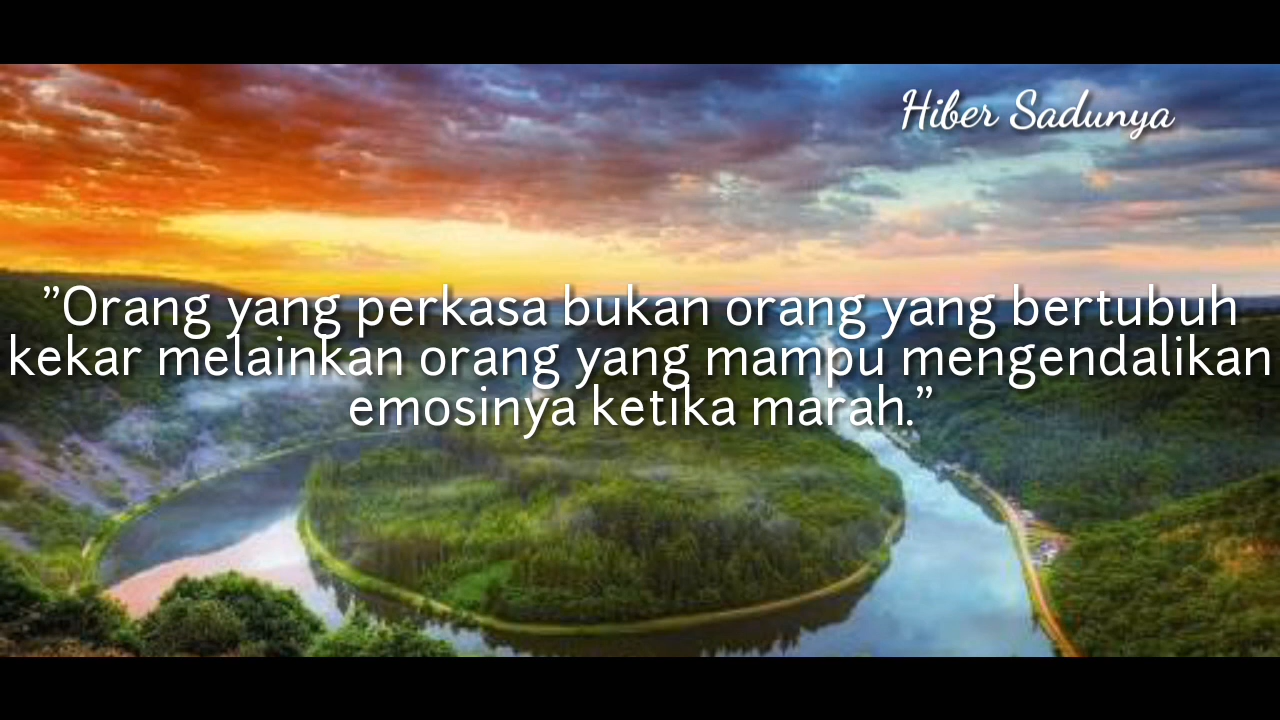 Hiber Sadunya
”Orang yang perkasa bukan orang yang bertubuh
kekar melainkan orang yang mampu mengendalikan
emosinya ketika marah.”